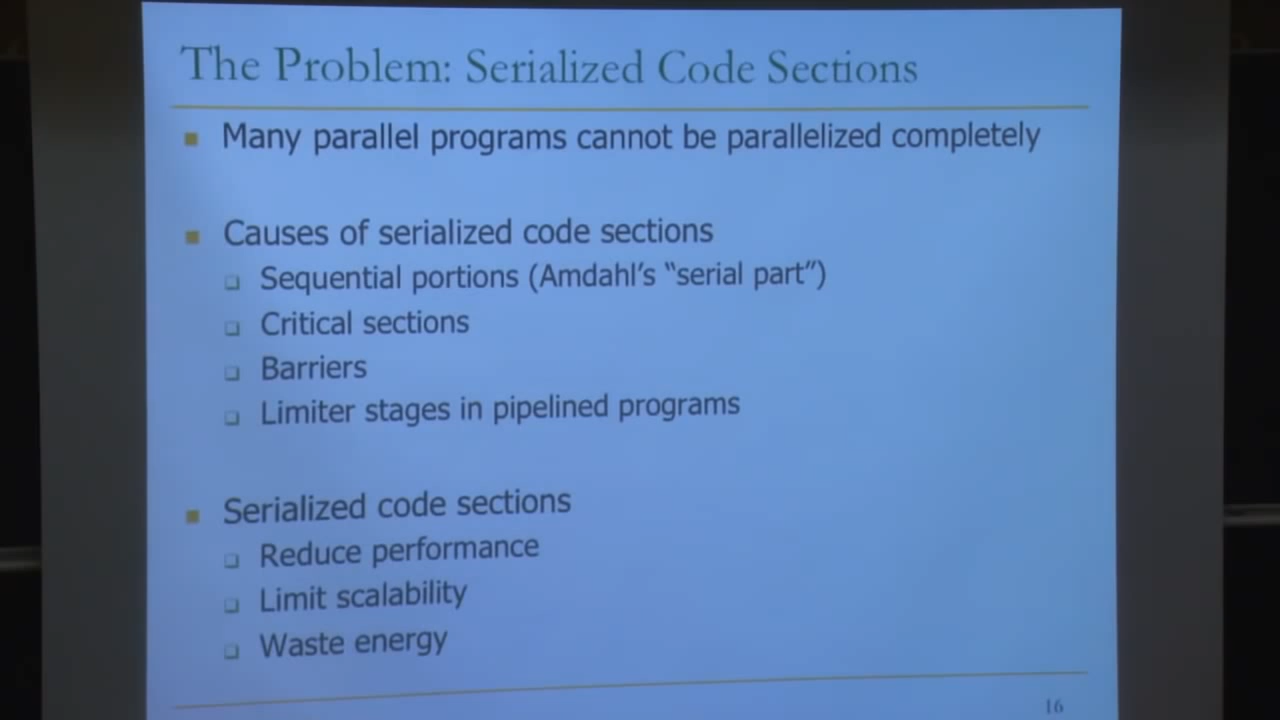 The Problem: Serialized Code Sections
Many parallel programs cannot be parallelized completely
Causes of serialized code sections
Sequential portions (Amdahl's "serial part")
Critical sections
Barriers
Limiter stages in pipelined programs
Serialized code sections
Reduce performance
Limit scalability
Waste energy
16